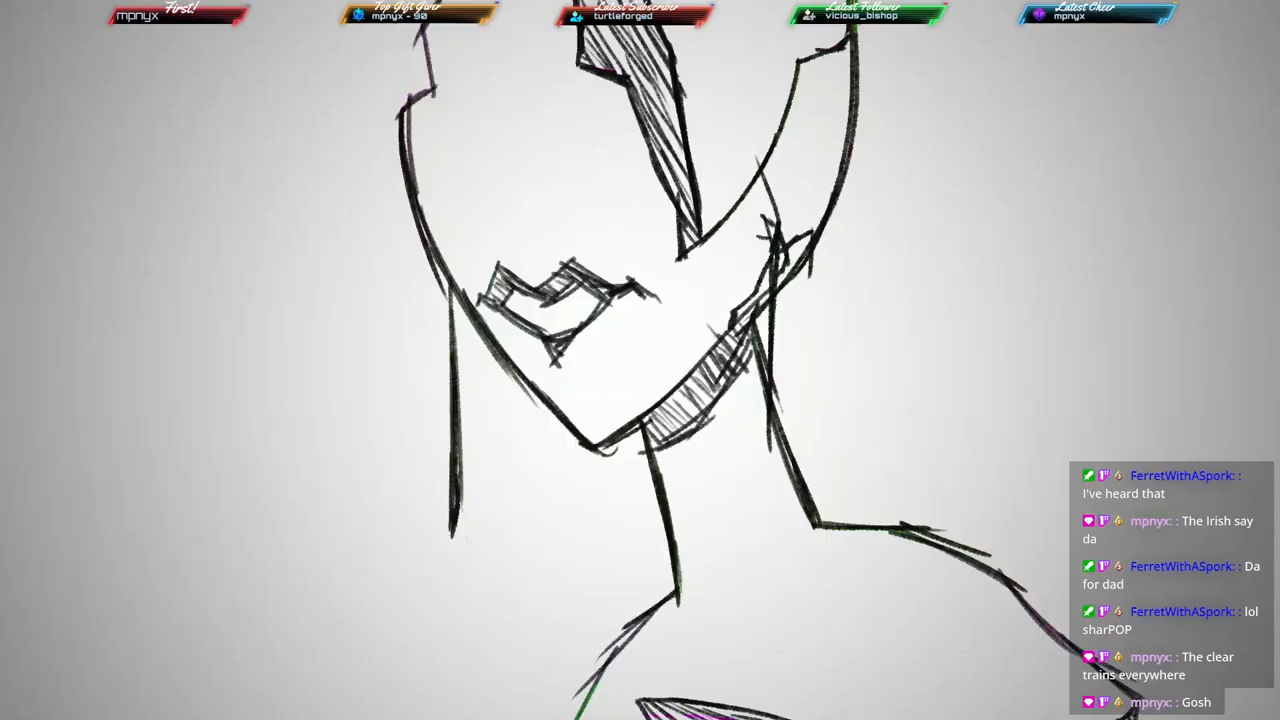 First!
mpnyx
Top Gift Giver
mpnyx - 90
Latest Subscriber
turtleforged
Latest Follower
vicious_bishop
Latest Cheer
mpnyx
FerretWithASpork: :
I've heard that
mpnyx: : The Irish say
da
FerretWithASpork: : Da
for dad
FerretWithASpork: : lol
sharPOP
mpnyx: : The clear
trains everywhere
mpnyx: : Gosh